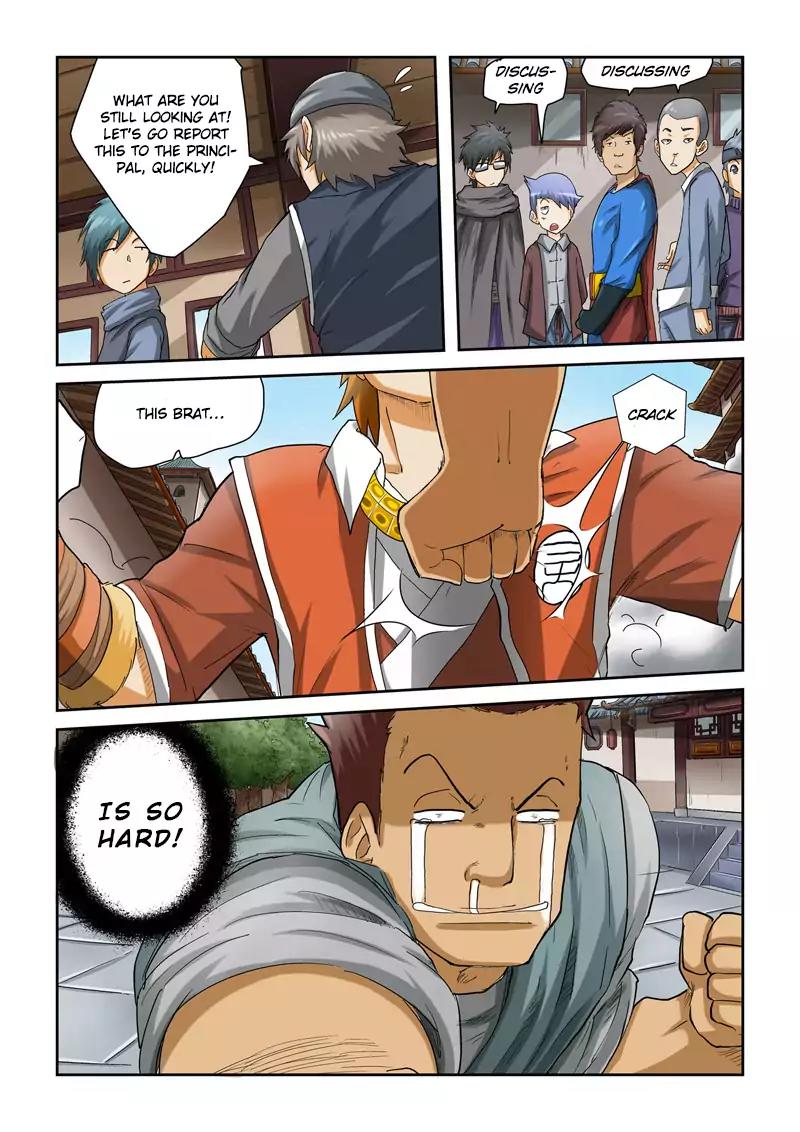 WHAT ARE YOU
STILL LOOKING AT!
LET'S GO REPORT
THIS TO THE PRINCI-
PAL, QUICKLY!
DISCUS-
SING
DISCUSSING
THIS BRAT...
CRACK
IS SO
HARD!